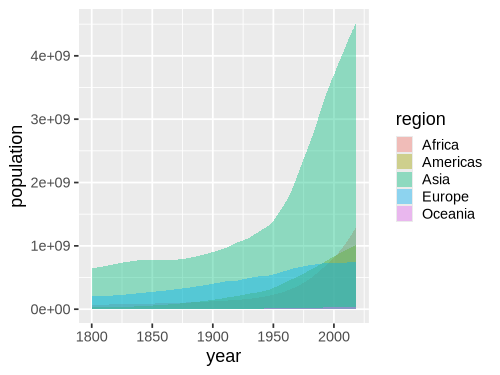 4e+09
3e+09
2e+09
1e+09
0e+00
population
1800 1850 1900 1950 2000
year
region
Africa
Americas
Asia
Europe
Oceania